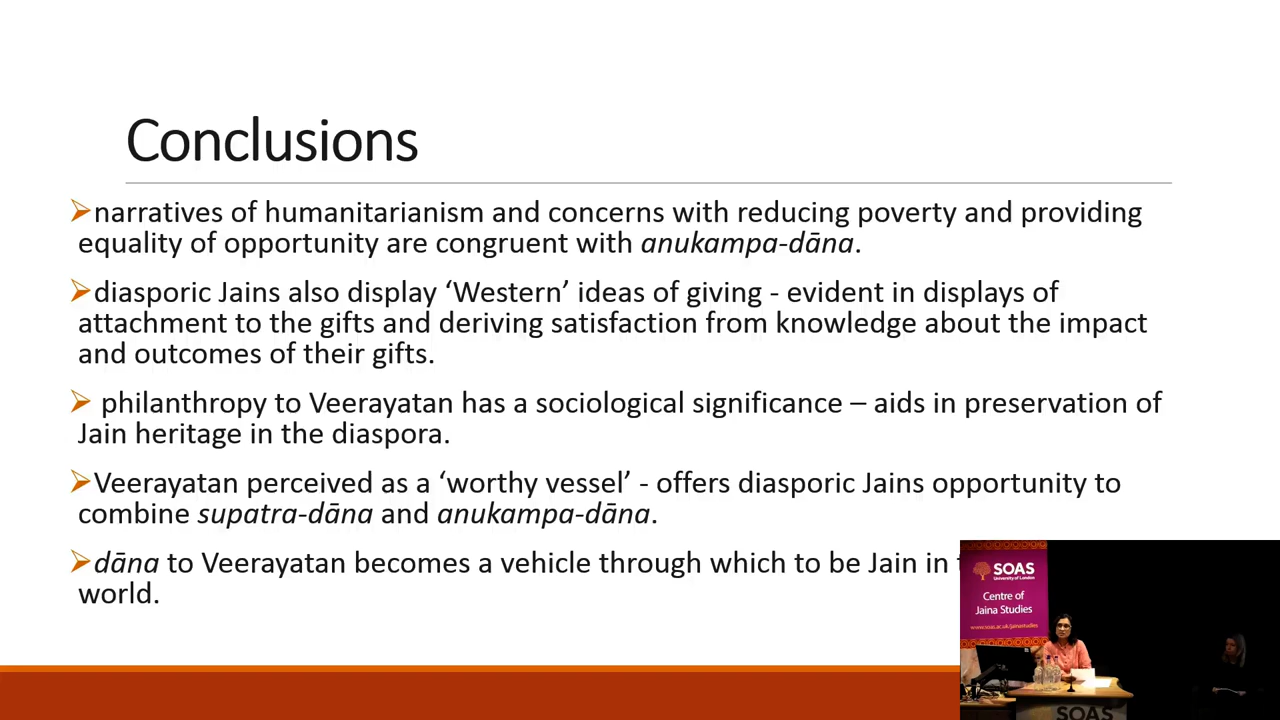 Conclusions
narratives of humanitarianism and concerns with reducing poverty and providing
equality of opportunity are congruent with anukampa-dāna.
diasporic Jains also display ‘Western’ ideas of giving - evident in displays of
attachment to the gifts and deriving satisfaction from knowledge about the impact
and outcomes of their gifts.
philanthropy to Veerayatan has a sociological significance – aids in preservation of
Jain heritage in the diaspora.
Veerayatan perceived as a ‘worthy vessel’ - offers diasporic Jains opportunity to
combine supatra-dāna and anukampa-dāna.
dāna to Veerayatan becomes a vehicle through which to be Jain in
world.
SOAS
University of London
Centre of
Jaina Studies
www.soas.ac.uk/jainastudies
SOAS